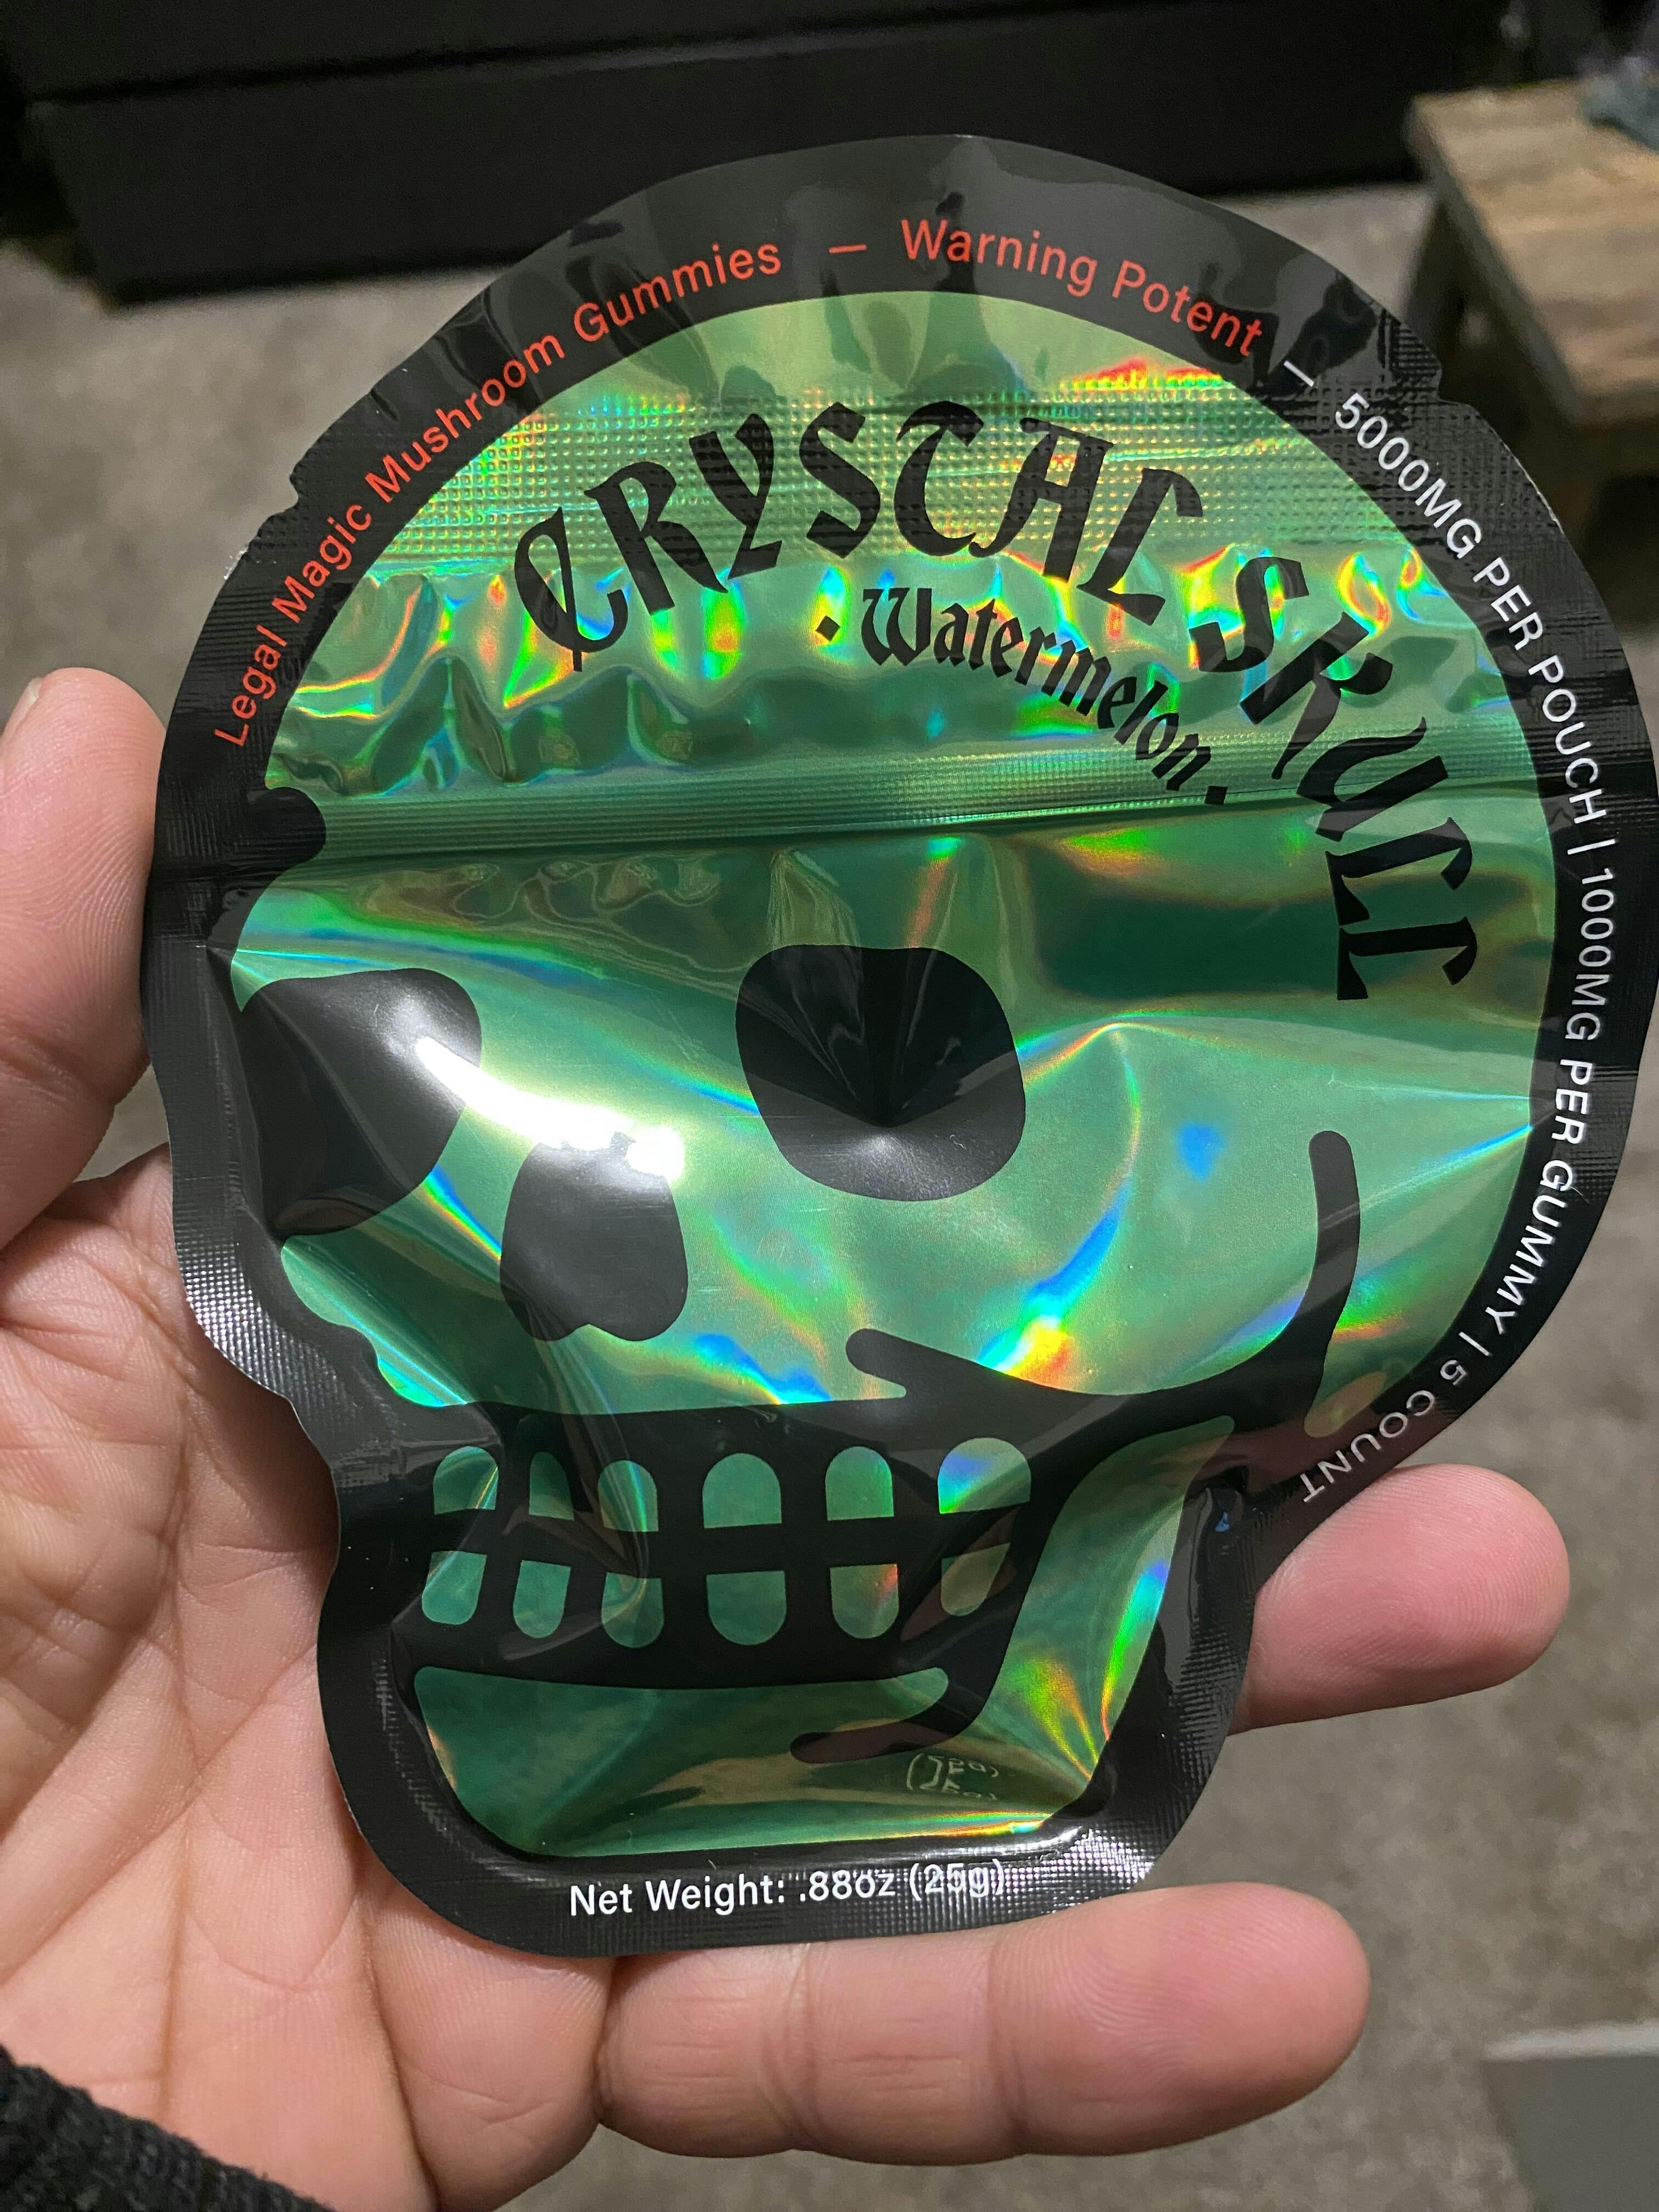 Legal Magic Mushroom Gummies — Warning Potent — 5000MG PER POUCH | 1000MG PER GUMMY | 5 COUNT
CRYSTAL SKULL
· Watermelon ·
Net Weight: .88oz (25g)